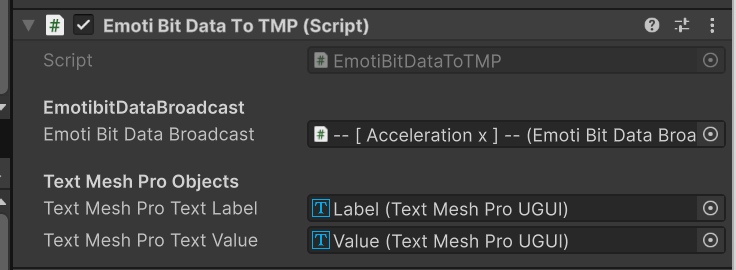 # Emoti Bit Data To TMP (Script)
Script # EmotiBitDataToTMP
EmotibitDataBroadcast
Emoti Bit Data Broadcast # -- [ Acceleration x ] -- (Emoti Bit Data Broa
Text Mesh Pro Objects
Text Mesh Pro Text Label T Label (Text Mesh Pro UGUI)
Text Mesh Pro Text Value T Value (Text Mesh Pro UGUI)